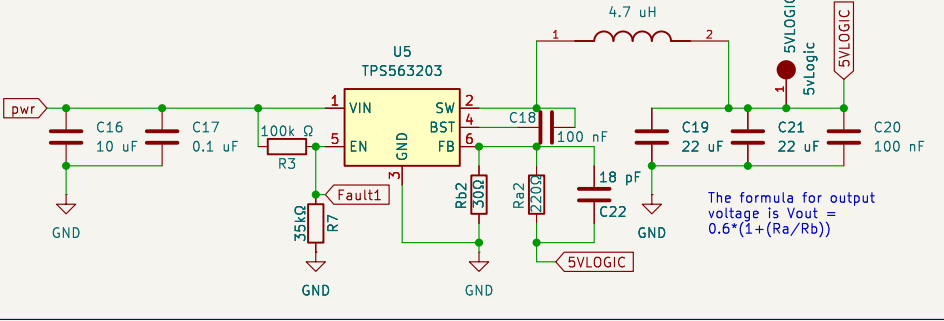 4.7 uH
1
2
5VLOGIC
5vLogic
1
5VLOGIC
U5
TPS563203
pwr
1
VIN
SW
2
BST
4
5
EN
FB
6
GND
3
C16
10 uF
C17
0.1 uF
100k Ω
R3
C18
100 nF
C19
22 uF
C21
22 uF
C20
100 nF
Fault1
35kΩ
R7
Rb2
30Ω
Ra2
220Ω
18 pF
C22
The formula for output
voltage is Vout =
0.6*(1+(Ra/Rb))
GND
GND
GND
GND
5VLOGIC